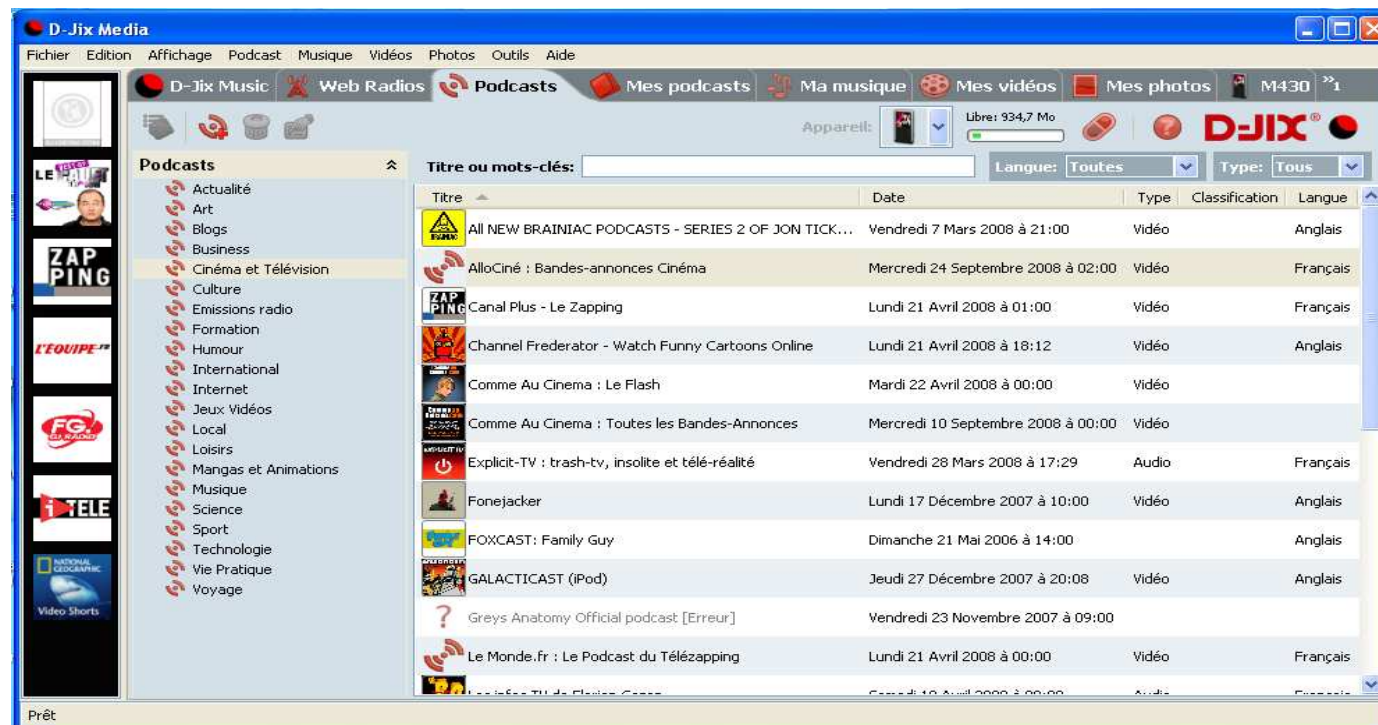 D-Jix Media
Fichier Edition Affichage Podcast Musique Vidéos Photos Outils Aide
D-Jix Music Web Radios Podcasts Mes podcasts Ma musique Mes vidéos Mes photos M430 »1
Appareil: Libre: 934,7 Mo D-JIX®
Podcasts
Titre ou mots-clés: Langue: Toutes Type: Tous
Actualité
Art
Blogs
Business
Cinéma et Télévision
Culture
Emissions radio
Formation
Humour
International
Internet
Jeux Vidéos
Local
Loisirs
Mangas et Animations
Musique
Science
Sport
Technologie
Vie Pratique
Voyage
Titre Date Type Classification Langue
All NEW BRAINIAC PODCASTS - SERIES 2 OF JON TICK... Vendredi 7 Mars 2008 à 21:00 Vidéo Anglais
AlloCiné : Bandes-annonces Cinéma Mercredi 24 Septembre 2008 à 02:00 Vidéo Français
ZAPPING Canal Plus - Le Zapping Lundi 21 Avril 2008 à 01:00 Vidéo Français
Channel Frederator - Watch Funny Cartoons Online Lundi 21 Avril 2008 à 18:12 Vidéo Anglais
Comme Au Cinema : Le Flash Mardi 22 Avril 2008 à 00:00 Vidéo
Comme Au Cinema : Toutes les Bandes-Annonces Mercredi 10 Septembre 2008 à 00:00 Vidéo
Explicit-TV : trash-tv, insolite et télé-réalité Vendredi 28 Mars 2008 à 17:29 Audio Français
Fonejacker Lundi 17 Décembre 2007 à 10:00 Vidéo Anglais
FOXCAST: Family Guy Dimanche 21 Mai 2006 à 14:00 Anglais
GALACTICAST (iPod) Jeudi 27 Décembre 2007 à 20:08 Vidéo Anglais
? Greys Anatomy Official podcast [Erreur] Vendredi 23 Novembre 2007 à 09:00
Le Monde.fr : Le Podcast du Télézapping Lundi 21 Avril 2008 à 00:00 Vidéo Français
ZAP
PING
L'EQUIPE
FG.
DJ RADIO
i TELE
NATIONAL
GEOGRAPHIC
Video Shorts
Prêt